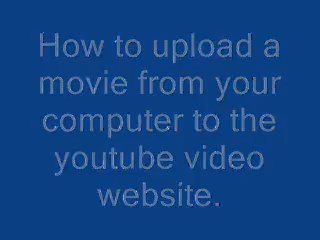 How to upload a
movie from your
computer to the
youtube video
website.